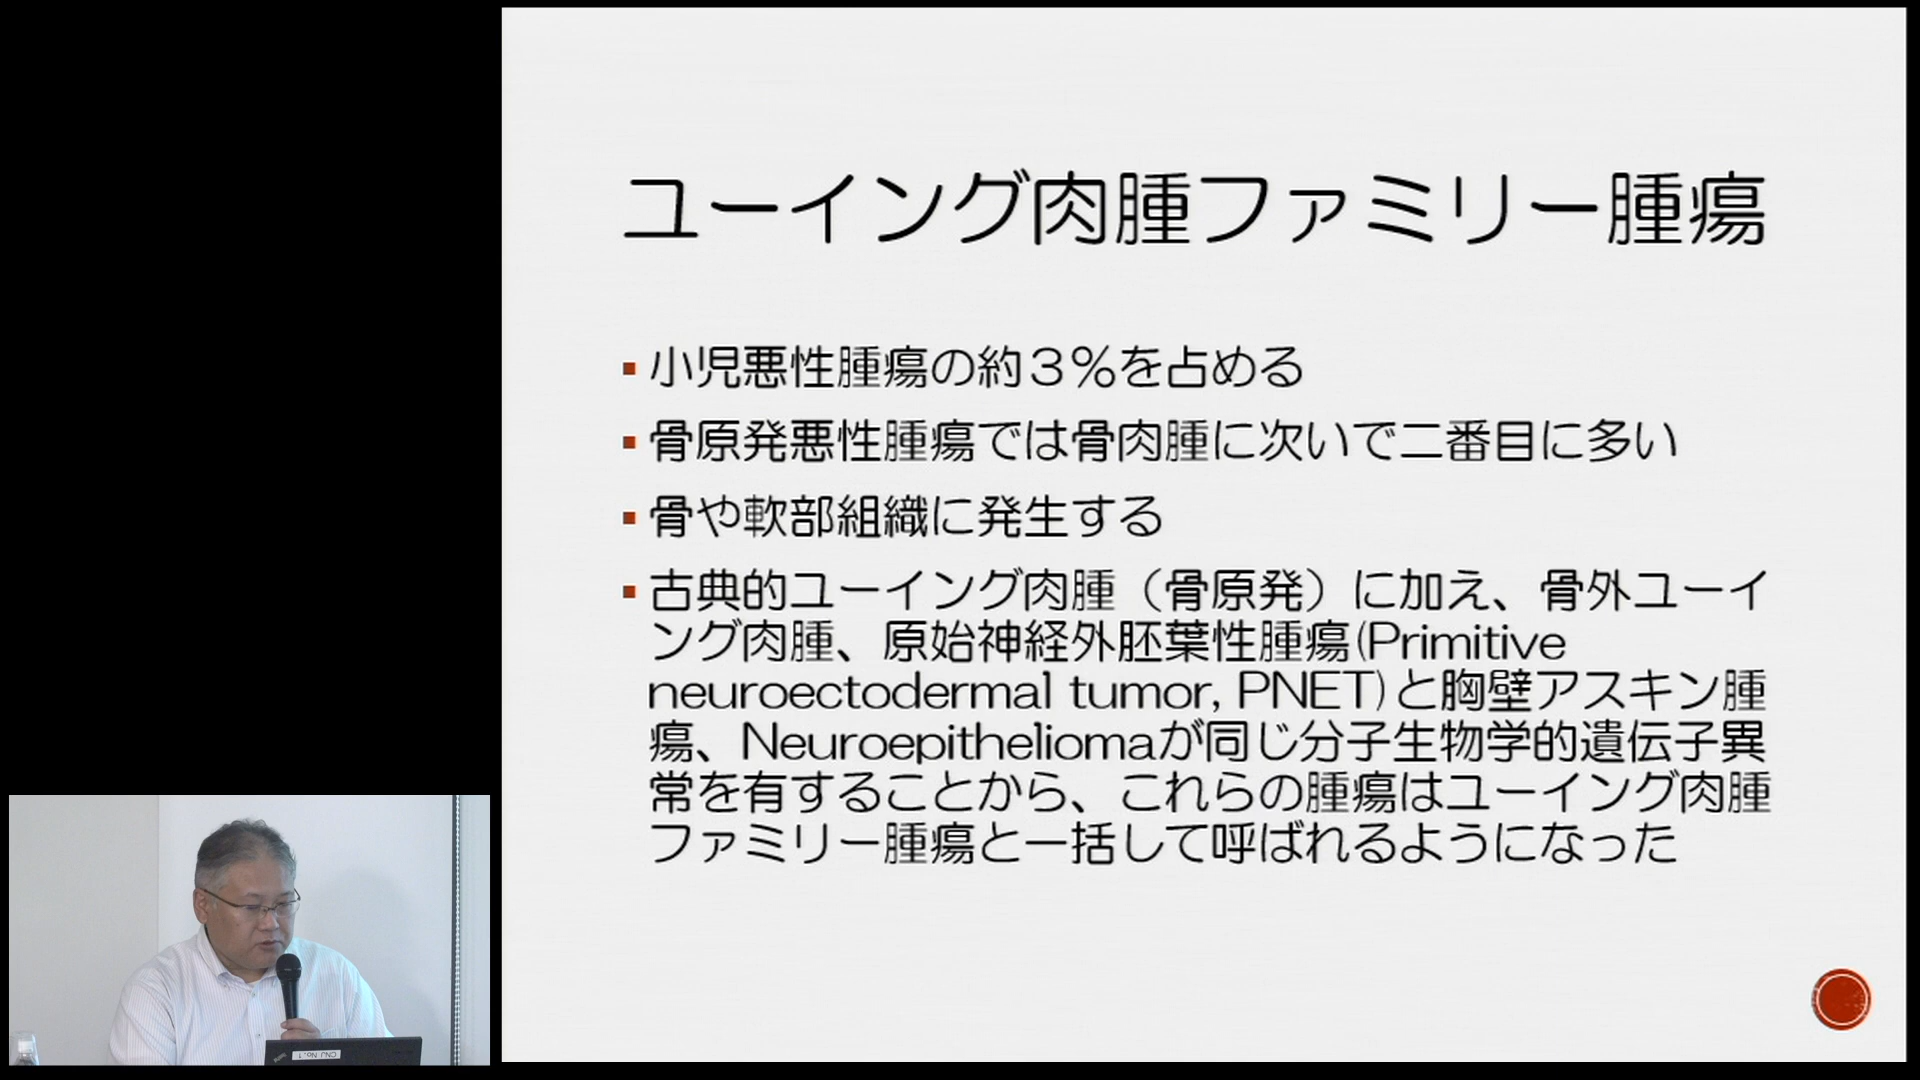 ユーイング肉腫ファミリー腫瘍
▪小児悪性腫瘍の約３％を占める
▪骨原発悪性腫瘍では骨肉腫に次いで二番目に多い
▪骨や軟部組織に発生する
▪古典的ユーイング肉腫（骨原発）に加え、骨外ユーイ
ング肉腫、原始神経外胚葉性腫瘍(Primitive
neuroectodermal tumor, PNET)と胸壁アスキン腫
瘍、Neuroepitheliomaが同じ分子生物学的遺伝子異
常を有することから、これらの腫瘍はユーイング肉腫
ファミリー腫瘍と一括して呼ばれるようになった
CNJ No.1